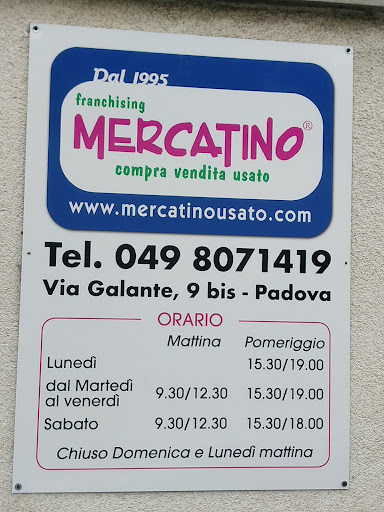 Dal 1995
franchising
MERCATINO®
compra vendita usato
www.mercatinousato.com
Tel. 049 8071419
Via Galante, 9 bis - Padova
ORARIO
Mattina Pomeriggio
Lunedì 15.30/19.00
dal Martedì
al venerdì 9.30/12.30 15.30/19.00
Sabato 9.30/12.30 15.30/18.00
Chiuso Domenica e Lunedì mattina